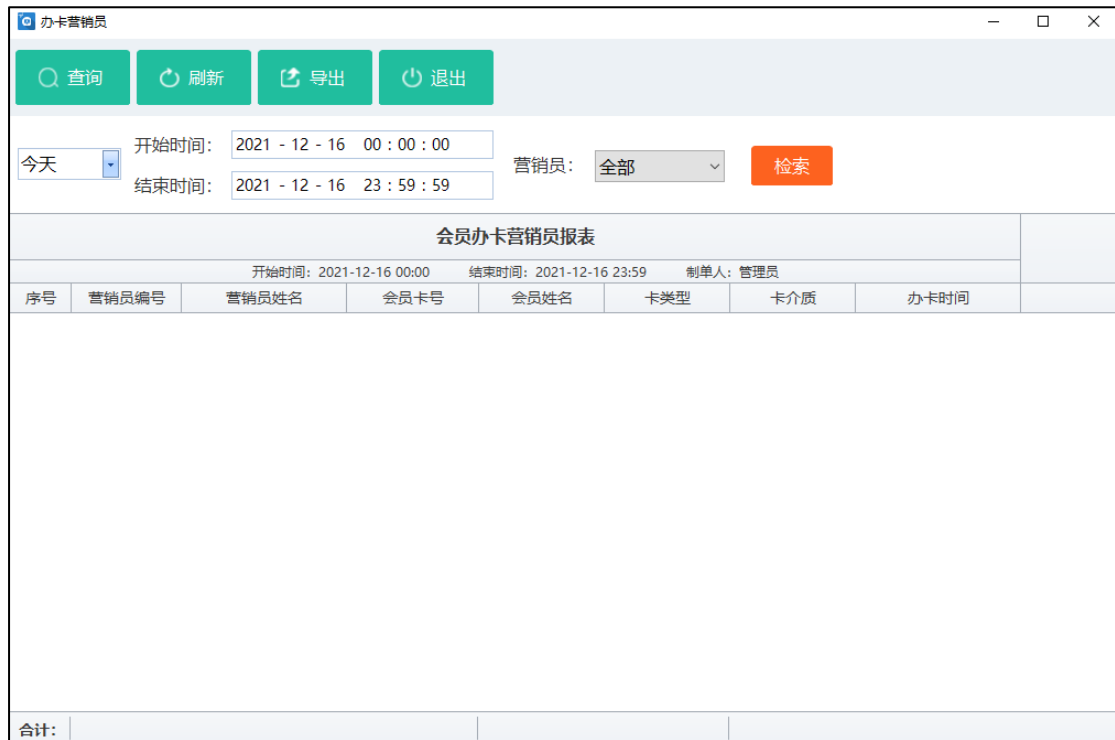 办卡营销员
查询 刷新 导出 退出
今天
开始时间： 2021 - 12 - 16 00 : 00 : 00
结束时间： 2021 - 12 - 16 23 : 59 : 59
营销员： 全部 检索
会员办卡营销员报表
开始时间：2021-12-16 00:00 结束时间：2021-12-16 23:59 制单人：管理员
序号 营销员编号 营销员姓名 会员卡号 会员姓名 卡类型 卡介质 办卡时间
合计：